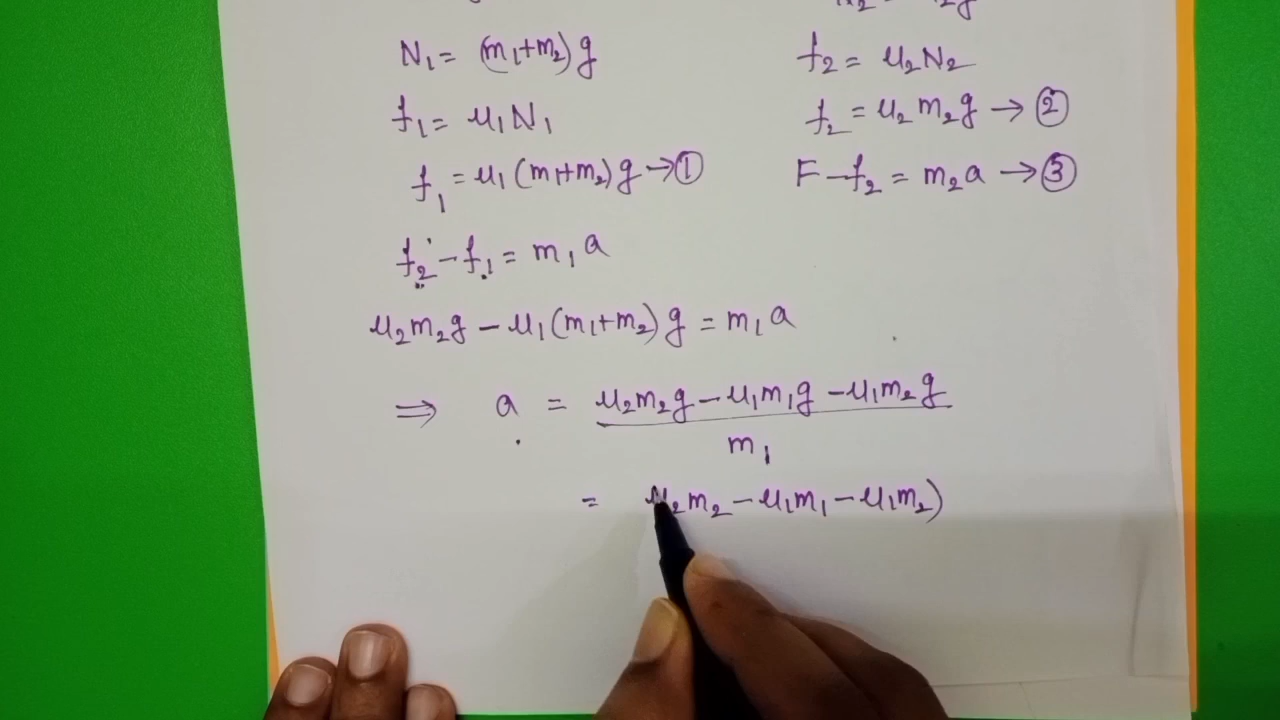 N₁ = (m₁+m₂)g
f₁ = μ₁N₁
f₁ = μ₁(m₁+m₂)g → ①
f₂ - f₁ = m₁a
μ₂m₂g - μ₁(m₁+m₂)g = m₁a
⇒ a = μ₂m₂g - μ₁m₁g - μ₁m₂g
m₁
= μ₂m₂ - μ₁m₁ - μ₁m₂)
f₂ = μ₂N₂
f₂ = μ₂m₂g → ②
F - f₂ = m₂a → ③